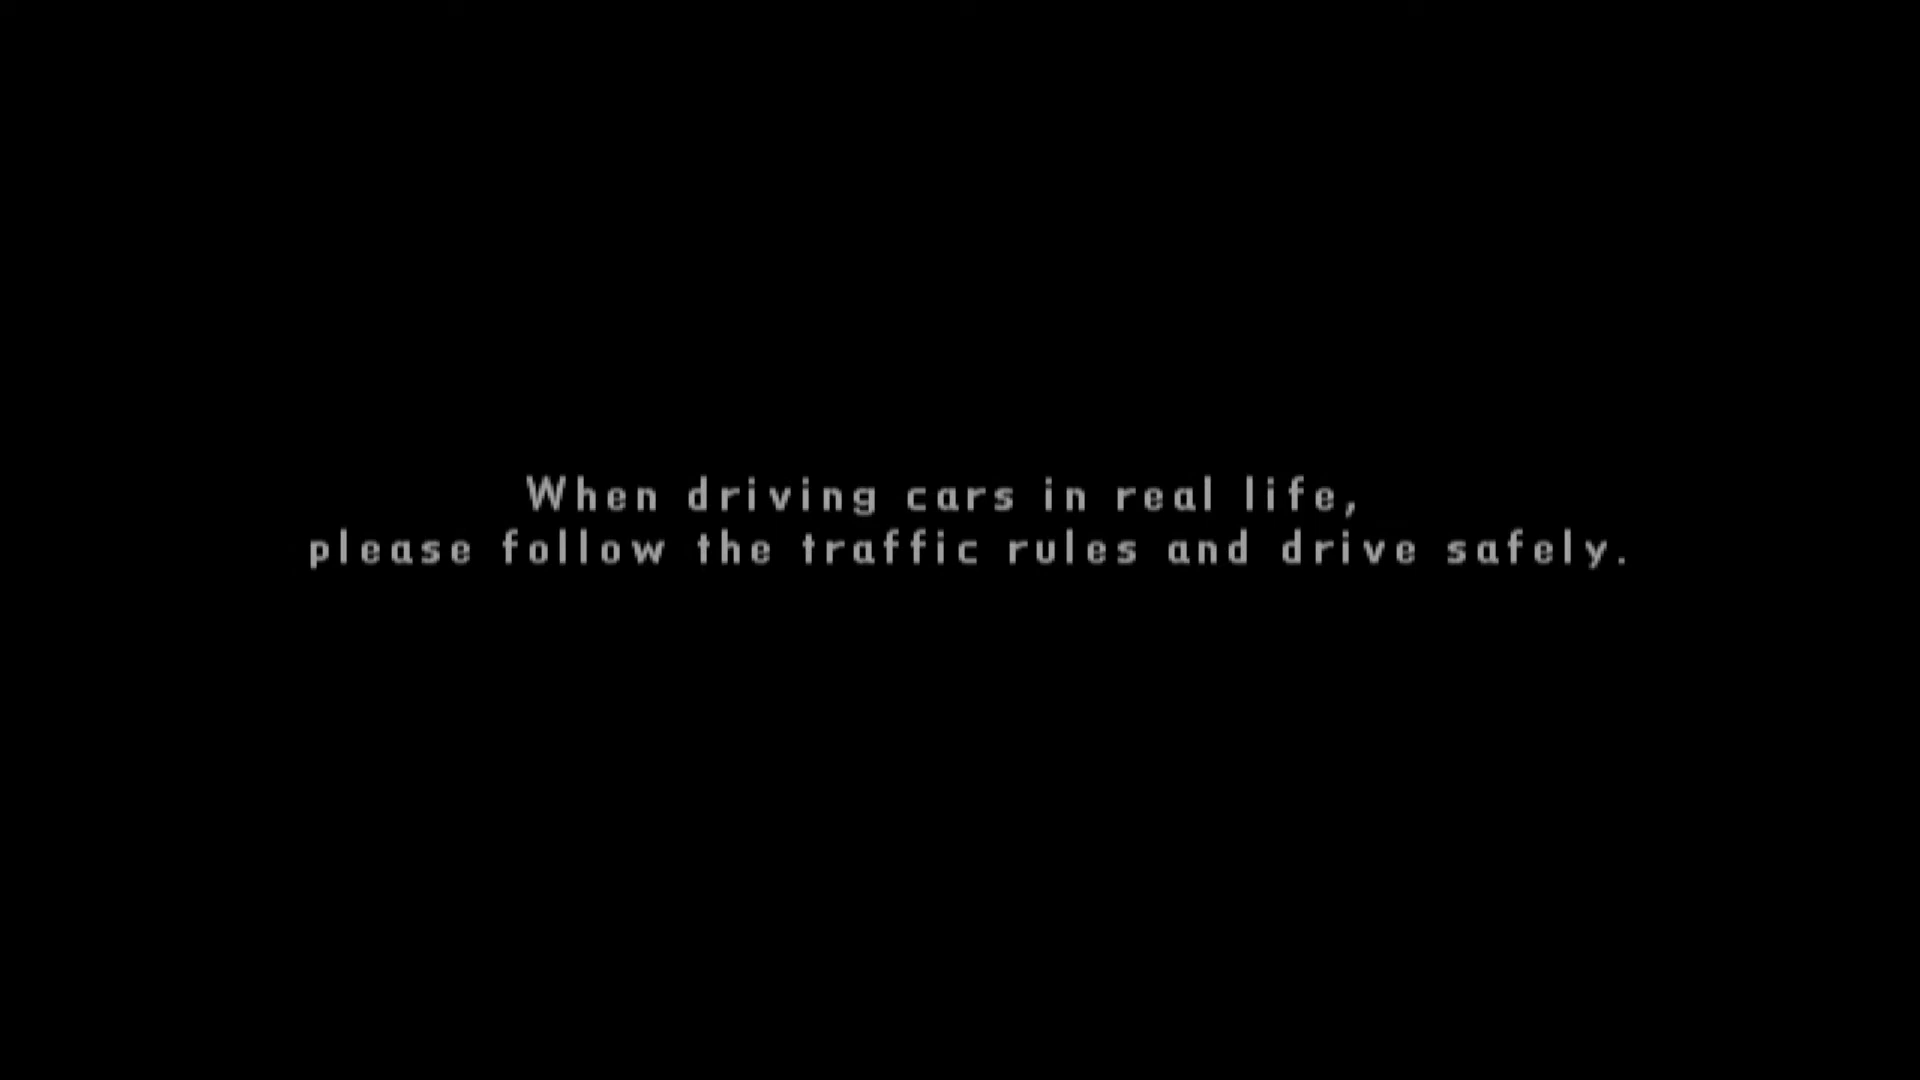 When driving cars in real life,
please follow the traffic rules and drive safely.